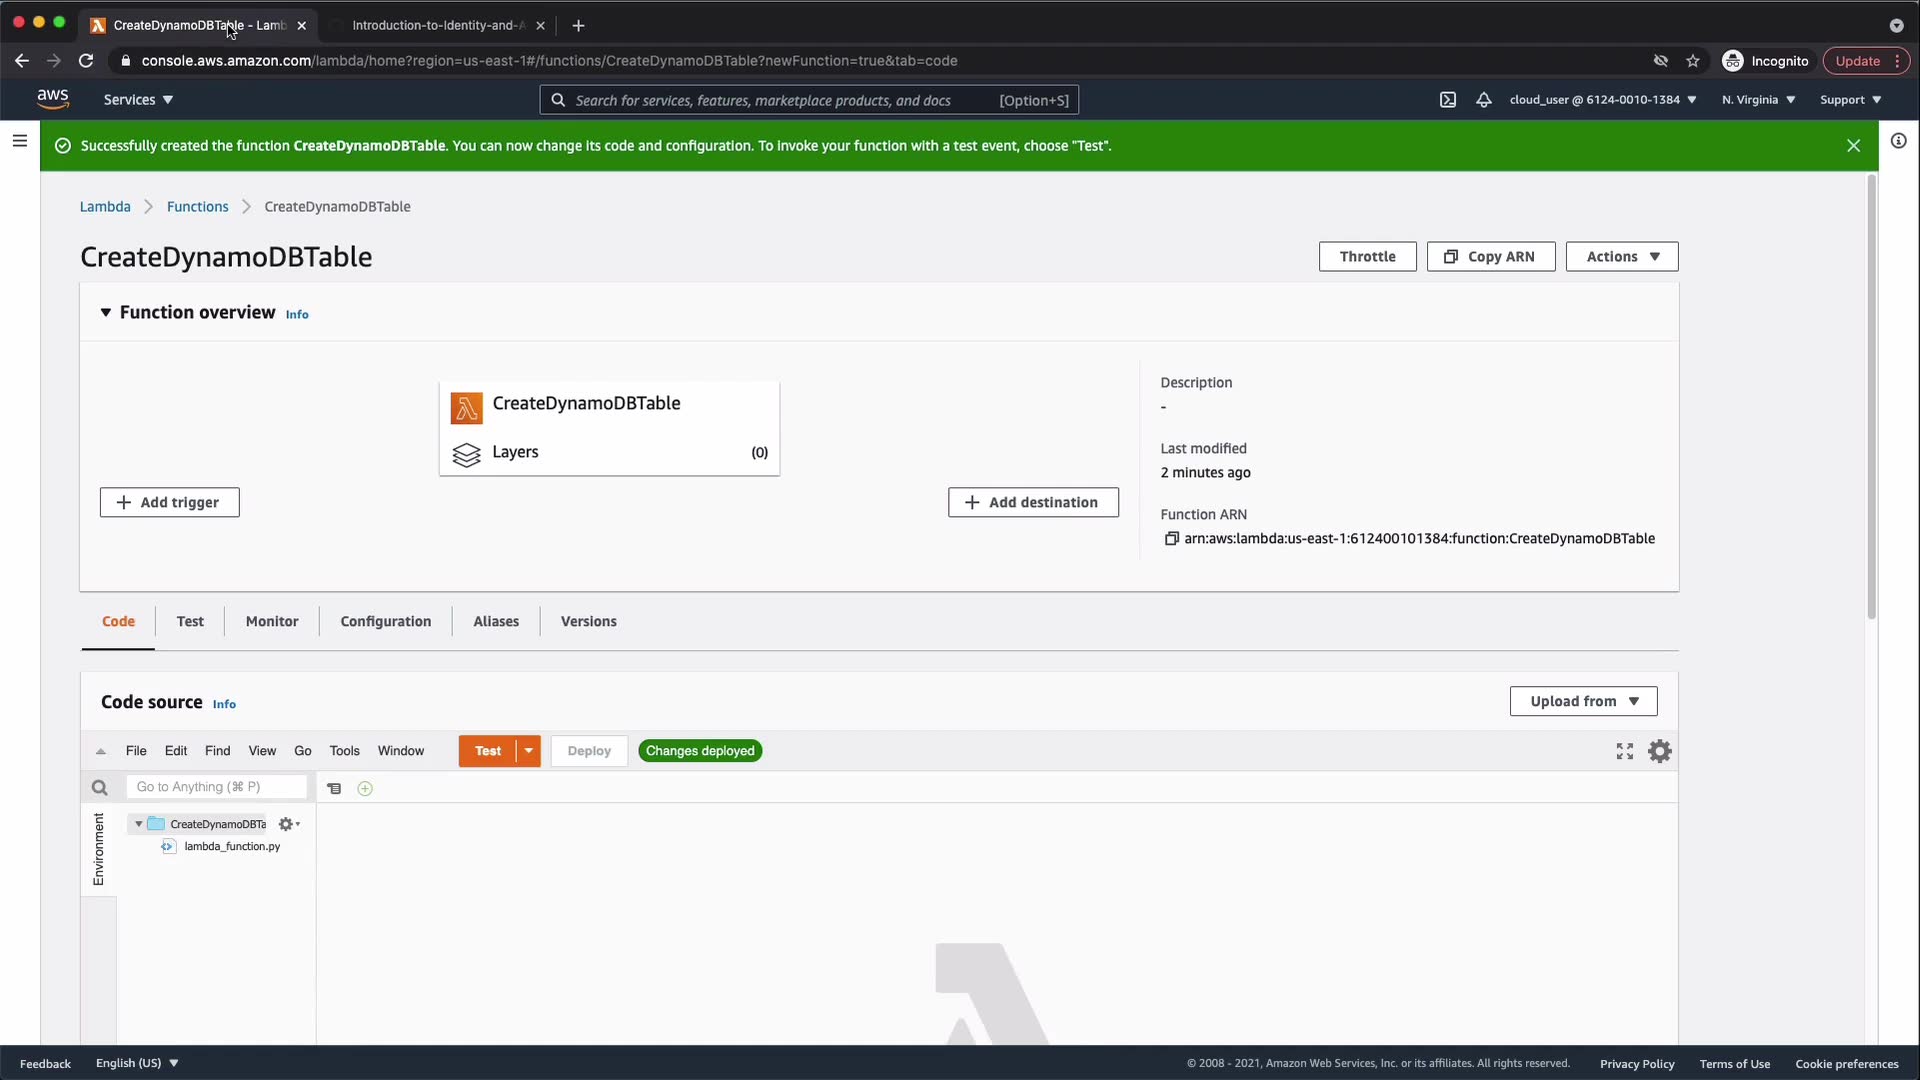 CreateDynamoDBTable - Lamb
Introduction-to-Identity-and-A
console.aws.amazon.com/lambda/home?region=us-east-1#/functions/CreateDynamoDBTable?newFunction=true&tab=code
Incognito
Update
aws
Services
Search for services, features, marketplace products, and docs [Option+S]
cloud_user @ 6124-0010-1384
N. Virginia
Support
Successfully created the function CreateDynamoDBTable. You can now change its code and configuration. To invoke your function with a test event, choose "Test".
Lambda
Functions
CreateDynamoDBTable
CreateDynamoDBTable
Throttle
Copy ARN
Actions
Function overview Info
CreateDynamoDBTable
Layers (0)
+ Add trigger
+ Add destination
Description
-
Last modified
2 minutes ago
Function ARN
arn:aws:lambda:us-east-1:612400101384:function:CreateDynamoDBTable
Code
Test
Monitor
Configuration
Aliases
Versions
Code source Info
Upload from
File Edit Find View Go Tools Window
Test
Deploy
Changes deployed
Go to Anything (⌘ P)
Environment
CreateDynamoDBTa
lambda_function.py
Feedback
English (US)
© 2008 - 2021, Amazon Web Services, Inc. or its affiliates. All rights reserved.
Privacy Policy
Terms of Use
Cookie preferences